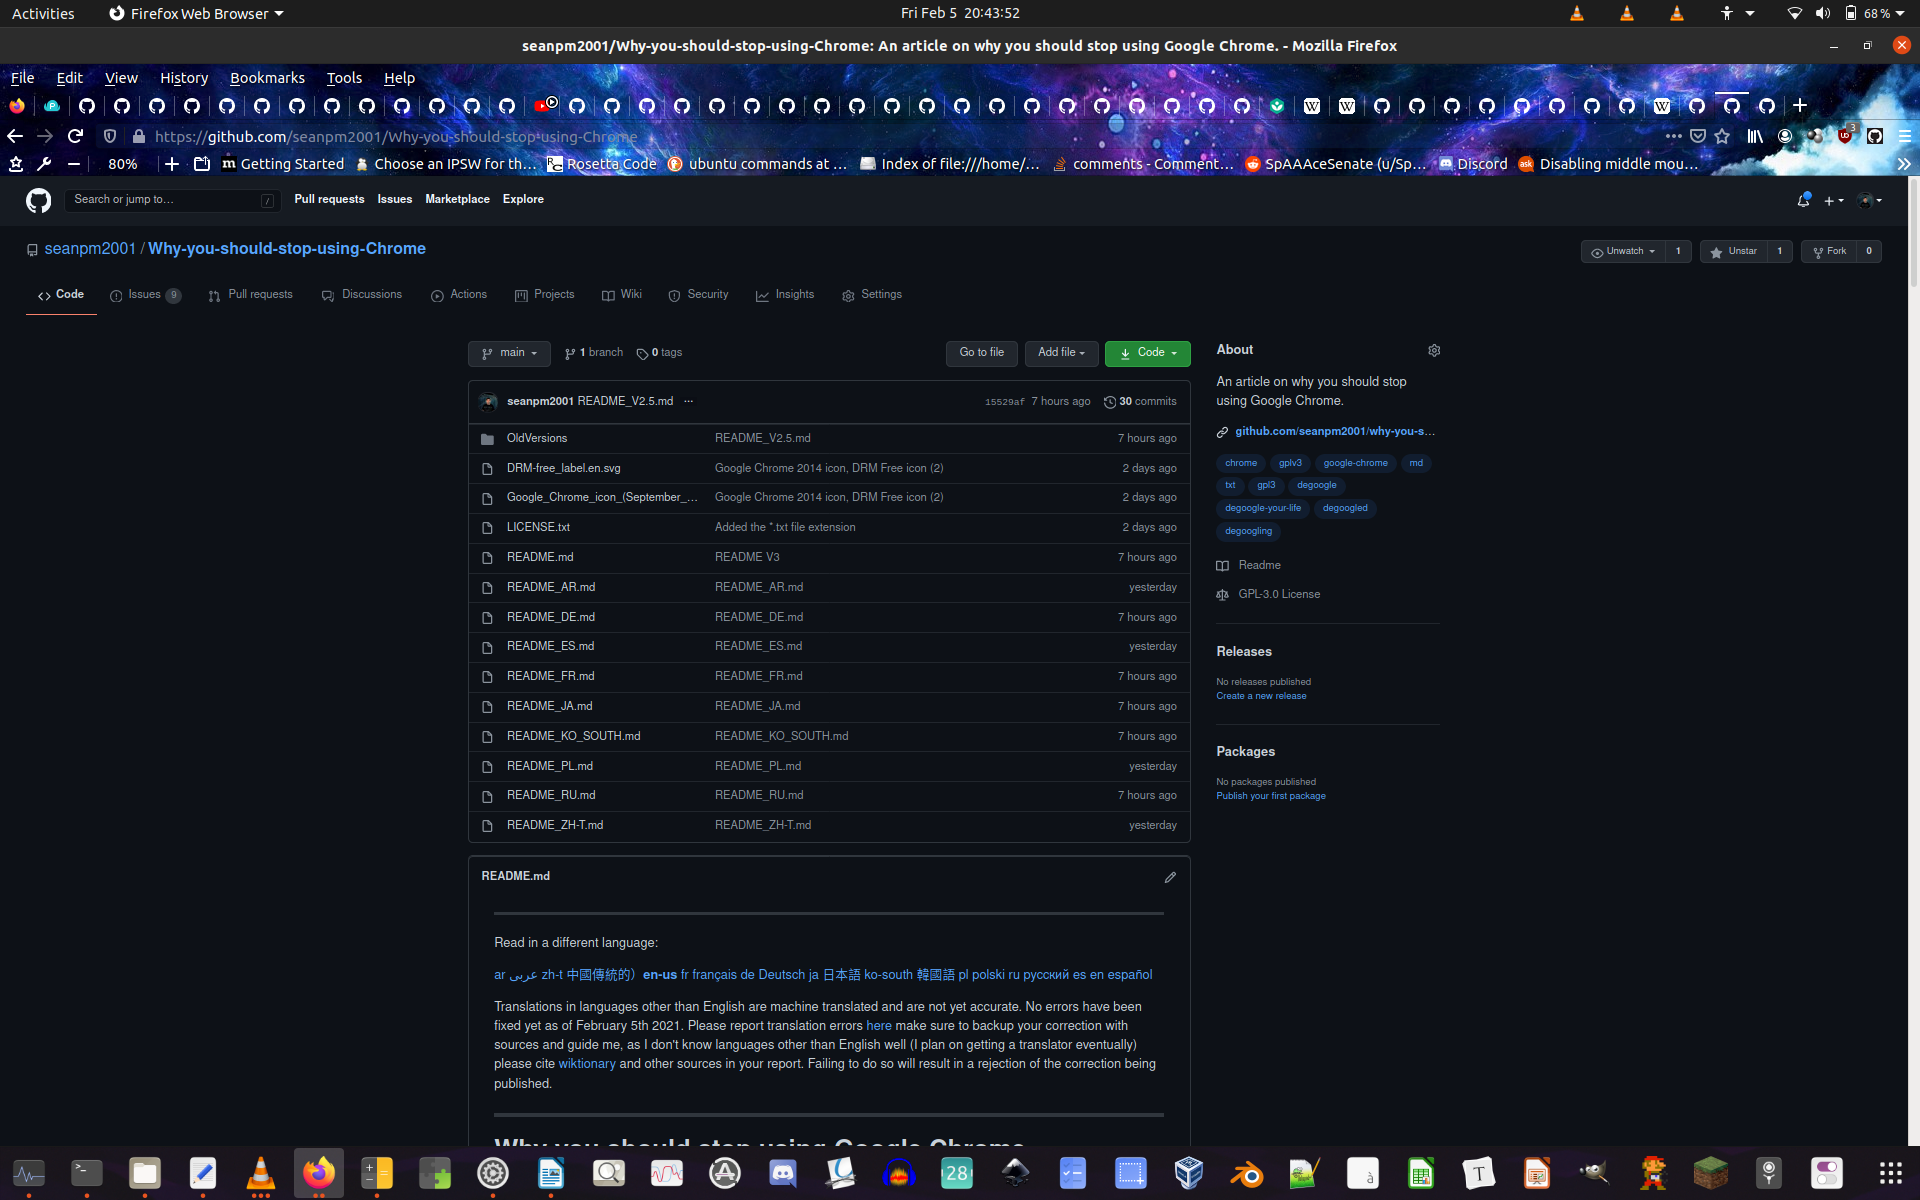 Activities Firefox Web Browser Fri Feb 5 20:43:52 68%
seanpm2001/Why-you-should-stop-using-Chrome: An article on why you should stop using Google Chrome. - Mozilla Firefox
File Edit View History Bookmarks Tools Help
https://github.com/seanpm2001/Why-you-should-stop-using-Chrome 3
80% Getting Started Choose an IPSW for th… Rosetta Code ubuntu commands at … Index of file:///home/… comments - Comment… SpAAAceSenate (u/Sp… Discord Disabling middle mou…
Search or jump to… / Pull requests Issues Marketplace Explore
seanpm2001 / Why-you-should-stop-using-Chrome Unwatch 1 Unstar 1 Fork 0
Code Issues 9 Pull requests Discussions Actions Projects Wiki Security Insights Settings
main 1 branch 0 tags Go to file Add file Code
seanpm2001 README_V2.5.md ... 15529af 7 hours ago 30 commits
OldVersions README_V2.5.md 7 hours ago
DRM-free_label.en.svg Google Chrome 2014 icon, DRM Free icon (2) 2 days ago
Google_Chrome_icon_(September_... Google Chrome 2014 icon, DRM Free icon (2) 2 days ago
LICENSE.txt Added the *.txt file extension 2 days ago
README.md README V3 7 hours ago
README_AR.md README_AR.md yesterday
README_DE.md README_DE.md 7 hours ago
README_ES.md README_ES.md yesterday
README_FR.md README_FR.md 7 hours ago
README_JA.md README_JA.md 7 hours ago
README_KO_SOUTH.md README_KO_SOUTH.md 7 hours ago
README_PL.md README_PL.md yesterday
README_RU.md README_RU.md 7 hours ago
README_ZH-T.md README_ZH-T.md yesterday
About
An article on why you should stop
using Google Chrome.
github.com/seanpm2001/why-you-s...
chrome gplv3 google-chrome md
txt gpl3 degoogle
degoogle-your-life degoogled
degoogling
Readme
GPL-3.0 License
Releases
No releases published
Create a new release
Packages
No packages published
Publish your first package
README.md
Read in a different language:
ar عربى zh-t 中國傳統的）en-us fr français de Deutsch ja 日本語 ko-south 韓國語 pl polski ru русский es en español
Translations in languages other than English are machine translated and are not yet accurate. No errors have been
fixed yet as of February 5th 2021. Please report translation errors here make sure to backup your correction with
sources and guide me, as I don't know languages other than English well (I plan on getting a translator eventually)
please cite wiktionary and other sources in your report. Failing to do so will result in a rejection of the correction being
published.
Why you should stop using Google Chrome
28